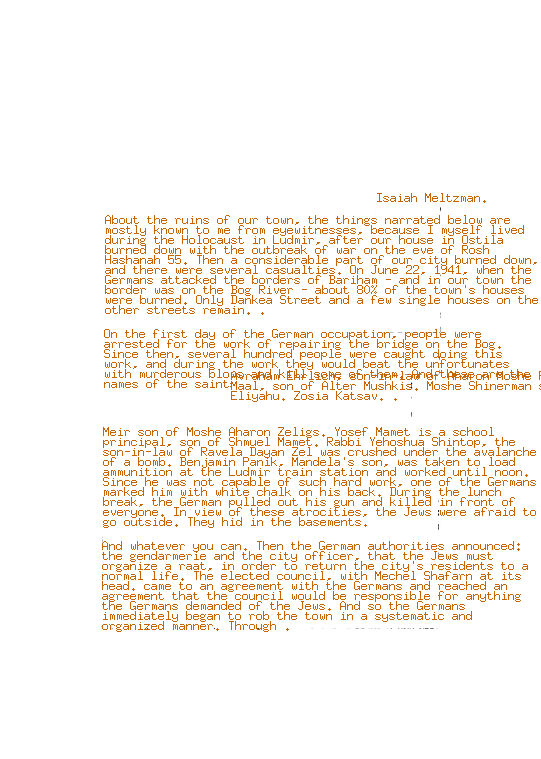 Isaiah Meltzman.
About the ruins of our town, the things narrated below are
mostly known to me from eyewitnesses, because I myself lived
during the Holocaust in Ludmir, after our house in Ostila
burned down with the outbreak of war on the eve of Rosh
Hashanah 55. Then a considerable part of our city burned down,
and there were several casualties. On June 22, 1941, when the
Germans attacked the borders of Bariham - and in our town the
border was on the Bog River - about 80% of the town's houses
were burned. Only Dankea Street and a few single houses on the
other streets remain. .
On the first day of the German occupation, people were
arrested for the work of repairing the bridge on the Bog.
Since then, several hundred people were caught doing this
work, and during the work they would beat the unfortunates
with murderous blows and kill some of them. And these are the
names of the saints
Maal, son of Alter Mushkis. Moshe Shinerman s
Eliyahu. Zosia Katsav. .
Meir son of Moshe Aharon Zeligs. Yosef Mamet is a school
principal, son of Shmuel Mamet. Rabbi Yehoshua Shintop, the
son-in-law of Ravela Dayan Zel was crushed under the avalanche
of a bomb. Benjamin Panik, Mandela's son, was taken to load
ammunition at the Ludmir train station and worked until noon.
Since he was not capable of such hard work, one of the Germans
marked him with white chalk on his back. During the lunch
break, the German pulled out his gun and killed in front of
everyone. In view of these atrocities, the Jews were afraid to
go outside. They hid in the basements.
And whatever you can. Then the German authorities announced:
the gendarmerie and the city officer, that the Jews must
organize a raat, in order to return the city's residents to a
normal life. The elected council, with Mechel Shafarn at its
head, came to an agreement with the Germans and reached an
agreement that the council would be responsible for anything
the Germans demanded of the Jews. And so the Germans
immediately began to rob the town in a systematic and
organized manner. Through .